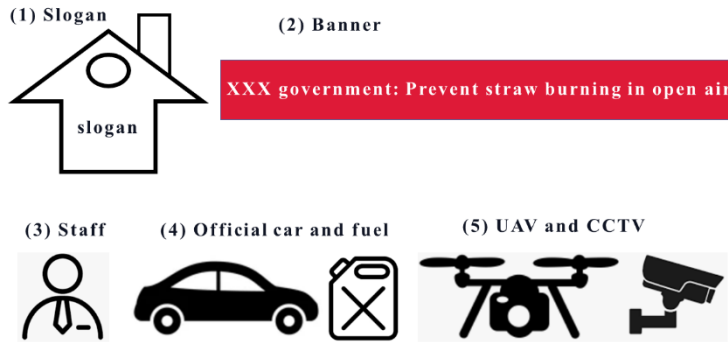 (1) Slogan
(2) Banner
XXX government: Prevent straw burning in open air
slogan
(3) Staff
(4) Official car and fuel
(5) UAV and CCTV